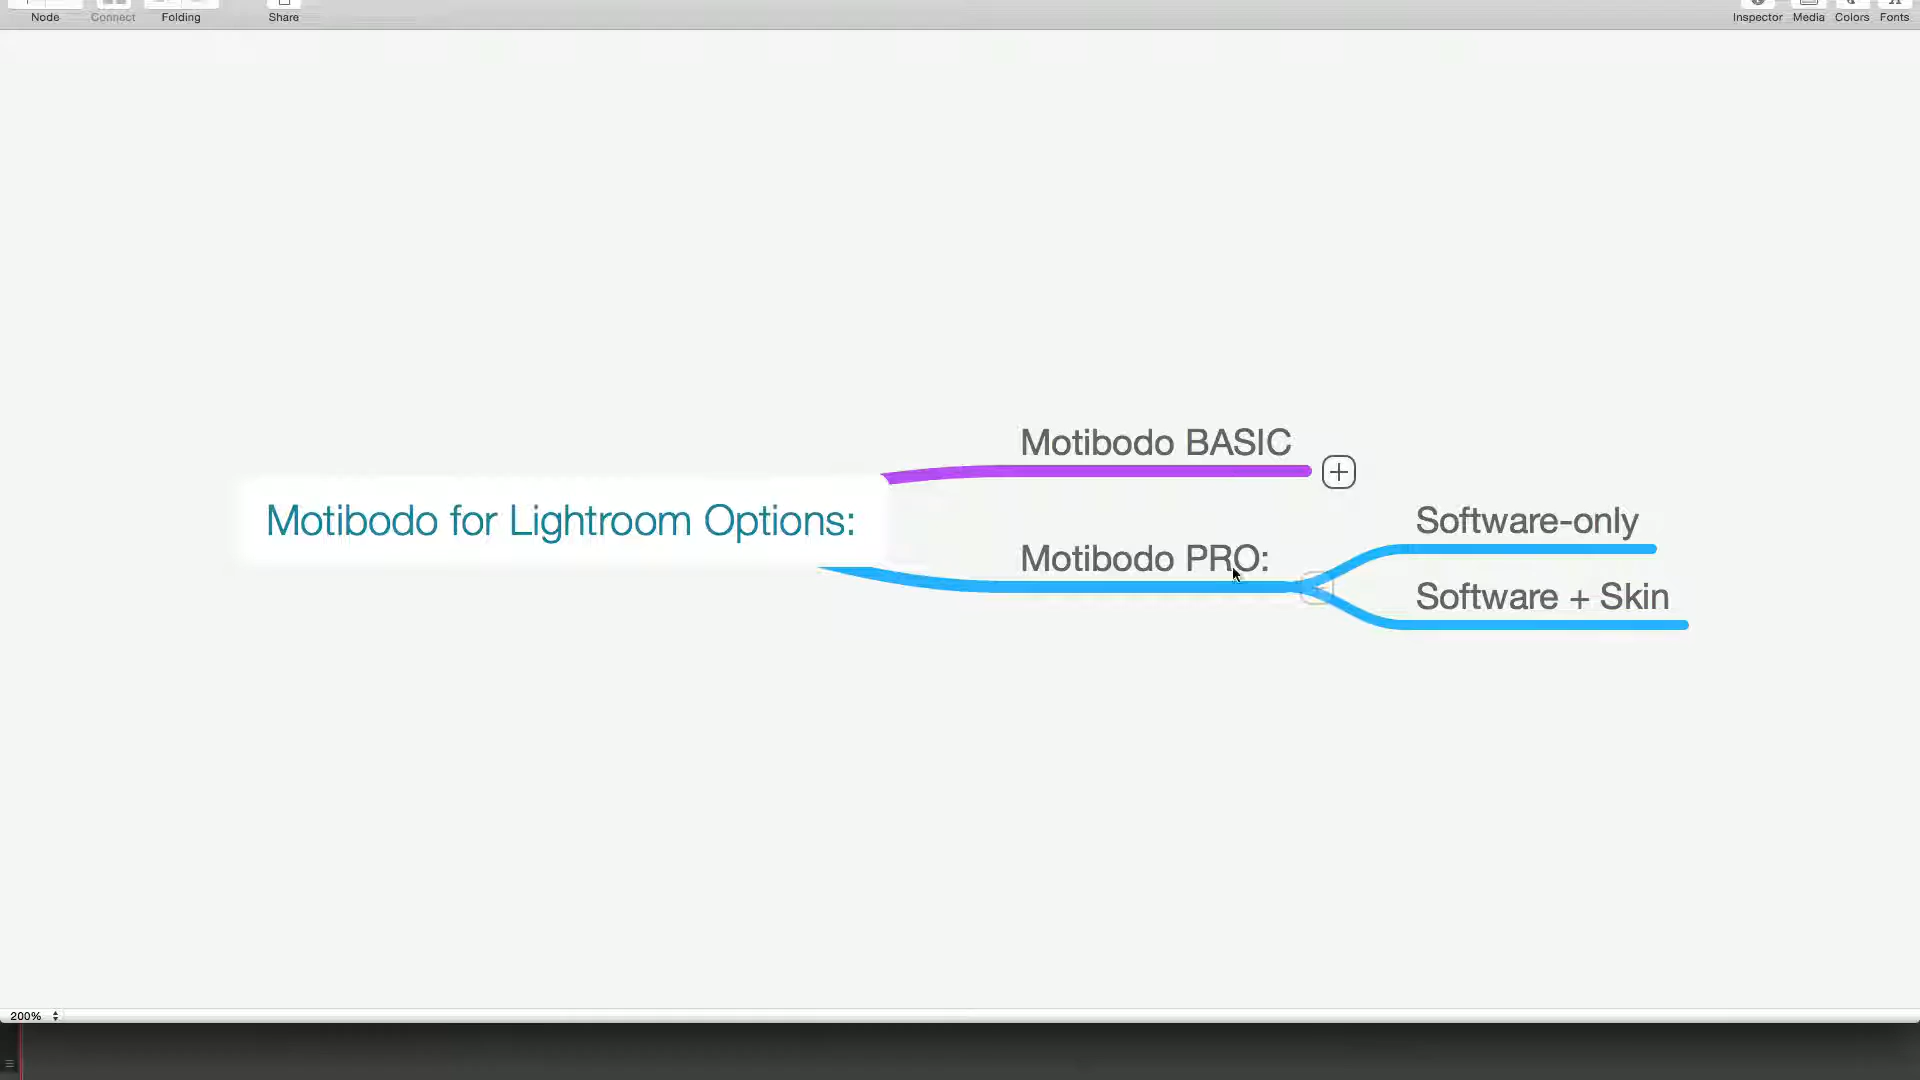 Node Connect Folding Share Inspector Media Colors Fonts
Motibodo BASIC
Motibodo for Lightroom Options:
Software-only
Motibodo PRO:
Software + Skin
200%